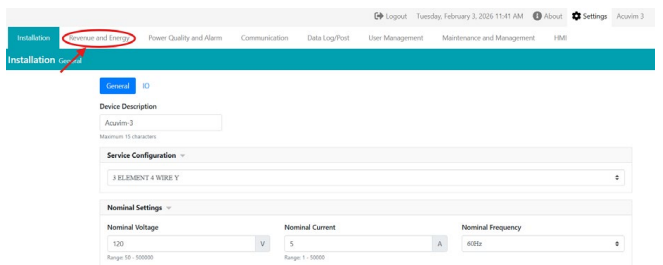 Logout Tuesday, February 3, 2026 11:41 AM About Settings Acuvim 3
Installation Revenue and Energy Power Quality and Alarm Communication Data Log/Post User Management Maintenance and Management HMI
Installation General
General IO
Device Description
Acuvim-3
Maximum 15 characters
Service Configuration
3 ELEMENT 4 WIRE Y
Nominal Settings
Nominal Voltage Nominal Current Nominal Frequency
120 V 5 A 60Hz
Range: 50 - 500000 Range: 1 - 50000